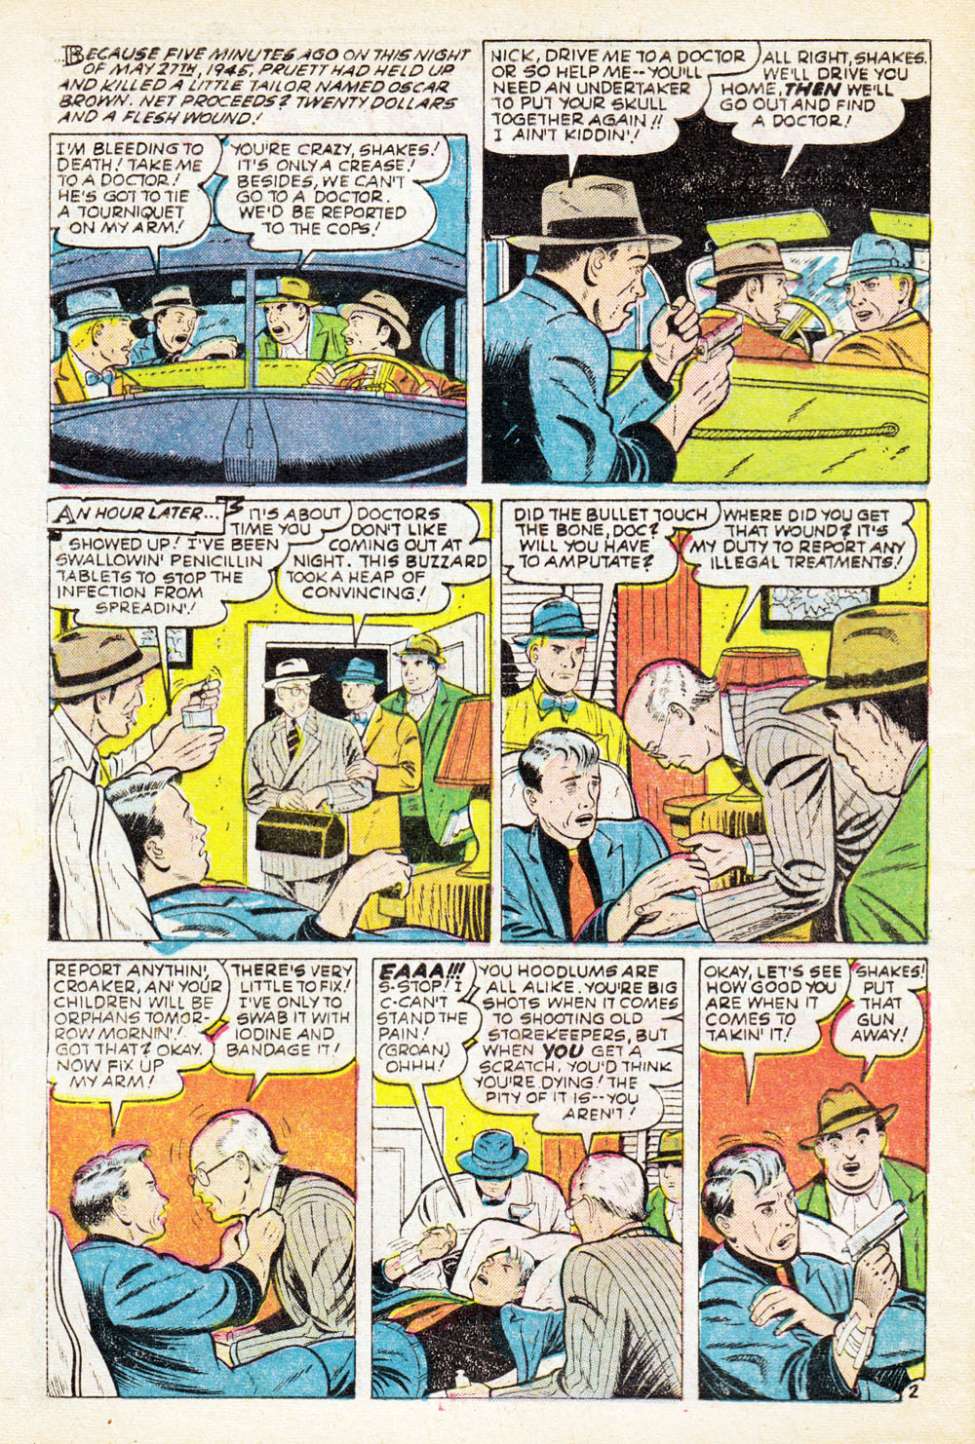 ...BECAUSE FIVE MINUTES AGO ON THIS NIGHT
OF MAY 27TH, 1945, PRUETT HAD HELD UP
AND KILLED A LITTLE TAILOR NAMED OSCAR
BROWN. NET PROCEEDS? TWENTY DOLLARS
AND A FLESH WOUND!
I'M BLEEDING TO
DEATH! TAKE ME
TO A DOCTOR!
HE'S GOT TO TIE
A TOURNIQUET
ON MY ARM!
YOU'RE CRAZY, SHAKES!
IT'S ONLY A CREASE!
BESIDES, WE CAN'T
GO TO A DOCTOR.
WE'D BE REPORTED
TO THE COPS!
NICK, DRIVE ME TO A DOCTOR
OR SO HELP ME--YOU'LL
NEED AN UNDERTAKER
TO PUT YOUR SKULL
TOGETHER AGAIN!!
I AIN'T KIDDIN'!
ALL RIGHT, SHAKES.
WE'LL DRIVE YOU
HOME, THEN WE'LL
GO OUT AND FIND
A DOCTOR!
AN HOUR LATER...
IT'S ABOUT
TIME YOU
SHOWED UP! I'VE BEEN
SWALLOWIN' PENICILLIN
TABLETS TO STOP THE
INFECTION FROM
SPREADIN'!
DOCTORS
DON'T LIKE
COMING OUT AT
NIGHT. THIS BUZZARD
TOOK A HEAP OF
CONVINCING!
DID THE BULLET TOUCH
THE BONE, DOC?
WILL YOU HAVE
TO AMPUTATE?
WHERE DID YOU GET
THAT WOUND? IT'S
MY DUTY TO REPORT ANY
ILLEGAL TREATMENTS!
REPORT ANYTHIN',
CROAKER, AN' YOUR
CHILDREN WILL BE
ORPHANS TOMOR-
ROW MORNIN'!
GOT THAT? OKAY.
NOW FIX UP
MY ARM!
THERE'S VERY
LITTLE TO FIX!
I'VE ONLY TO
SWAB IT WITH
IODINE AND
BANDAGE IT!
EAAA!!!
S-STOP! I
C-CAN'T
STAND THE
PAIN!
(GROAN)
OHHH!
YOU HOODLUMS ARE
ALL ALIKE. YOU'RE BIG
SHOTS WHEN IT COMES
TO SHOOTING OLD
STOREKEEPERS, BUT
WHEN YOU GET A
SCRATCH, YOU'D THINK
YOU'RE DYING! THE
PITY OF IT IS--YOU
AREN'T!
OKAY, LET'S SEE
HOW GOOD YOU
ARE WHEN IT
COMES TO
TAKIN' IT!
SHAKES!
PUT
THAT
GUN
AWAY!
2